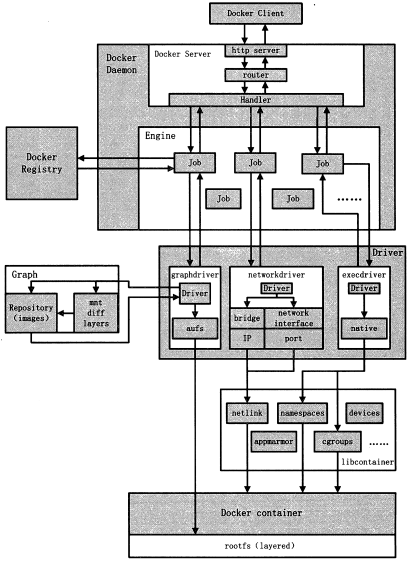 Docker Client
Docker
Daemon
Docker Server
http server
router
Handler
Engine
Docker
Registry
Job
Job
Job
Job
Job
……
Driver
Graph
Repository
(images)
mnt
diff
layers
graphdriver
Driver
aufs
networkdriver
Driver
bridge
network
interface
IP
port
execdriver
Driver
native
netlink
namespaces
devices
appmarmor
cgroups
……
libcontainer
Docker container
rootfs (layered)